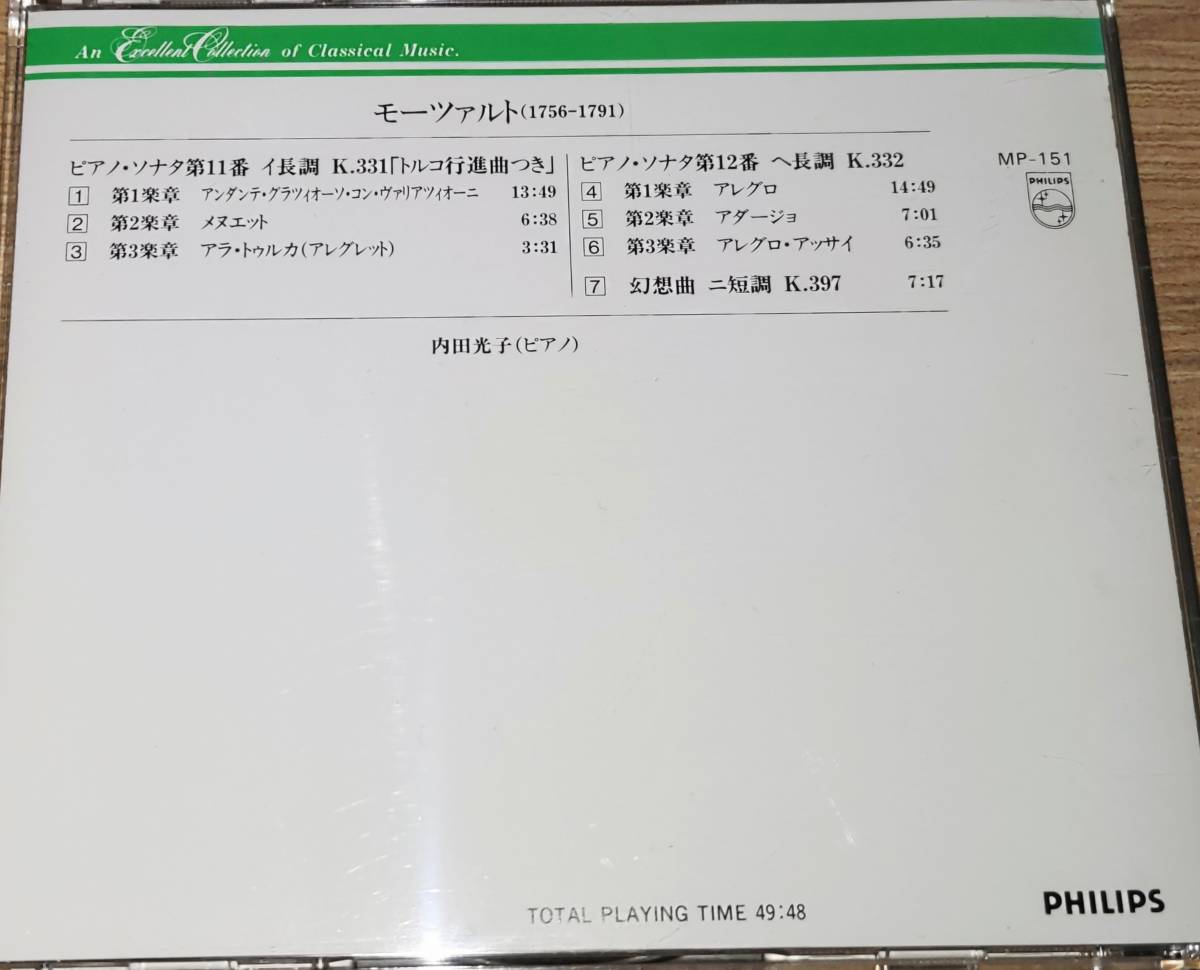 An Excellent Collection of Classical Music.
モーツァルト(1756-1791)
ピアノ・ソナタ第11番 イ長調 K.331「トルコ行進曲つき」
1 第1楽章 アンダンテ・グラツィオーソ・コン・ヴァリアツィオーニ 13:49
2 第2楽章 メヌエット 6:38
3 第3楽章 アラ・トゥルカ(アレグレット) 3:31
ピアノ・ソナタ第12番 ヘ長調 K.332
4 第1楽章 アレグロ 14:49
5 第2楽章 アダージョ 7:01
6 第3楽章 アレグロ・アッサイ 6:35
7 幻想曲 ニ短調 K.397 7:17
MP-151
PHILIPS
内田光子(ピアノ)
TOTAL PLAYING TIME 49:48
PHILIPS